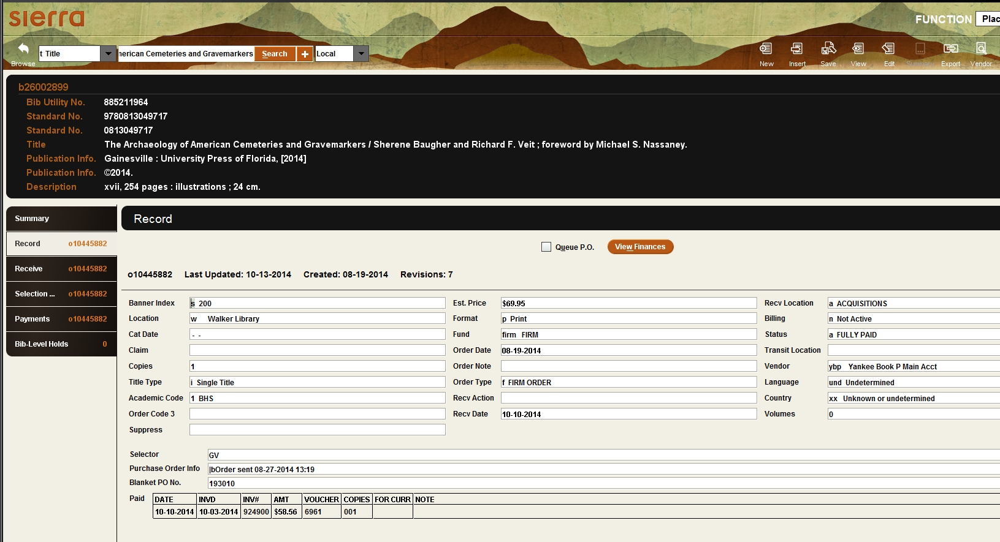 sierra
FUNCTION Plac
Browse t Title nerican Cemeteries and Gravemarkers Search + Local New Insert Save View Edit Summary Export Vendor
b26002899
Bib Utility No. 885211964
Standard No. 9780813049717
Standard No. 0813049717
Title The Archaeology of American Cemeteries and Gravemarkers / Sherene Baugher and Richard F. Veit ; foreword by Michael S. Nassaney.
Publication Info. Gainesville : University Press of Florida, [2014]
Publication Info. ©2014.
Description xvii, 254 pages : illustrations ; 24 cm.
Summary
Record o10445882
Receive o10445882
Selection ... o10445882
Payments o10445882
Bib-Level Holds 0
Record
Queue P.O. View Finances
o10445882 Last Updated: 10-13-2014 Created: 08-19-2014 Revisions: 7
Banner Index s 200 Est. Price $69.95 Recv Location a ACQUISITIONS
Location w Walker Library Format p Print Billing n Not Active
Cat Date - - Fund firm FIRM Status a FULLY PAID
Claim Order Date 08-19-2014 Transit Location
Copies 1 Order Note Vendor ybp Yankee Book P Main Acct
Title Type i Single Title Order Type f FIRM ORDER Language und Undetermined
Academic Code 1 BHS Recv Action Country xx Unknown or undetermined
Order Code 3 Recv Date 10-10-2014 Volumes 0
Suppress
Selector GV
Purchase Order Info |bOrder sent 08-27-2014 13:19
Blanket PO No. 193010
Paid DATE INVD INV# AMT VOUCHER COPIES FOR CURR NOTE
10-10-2014 10-03-2014 924900 $58.56 6961 001